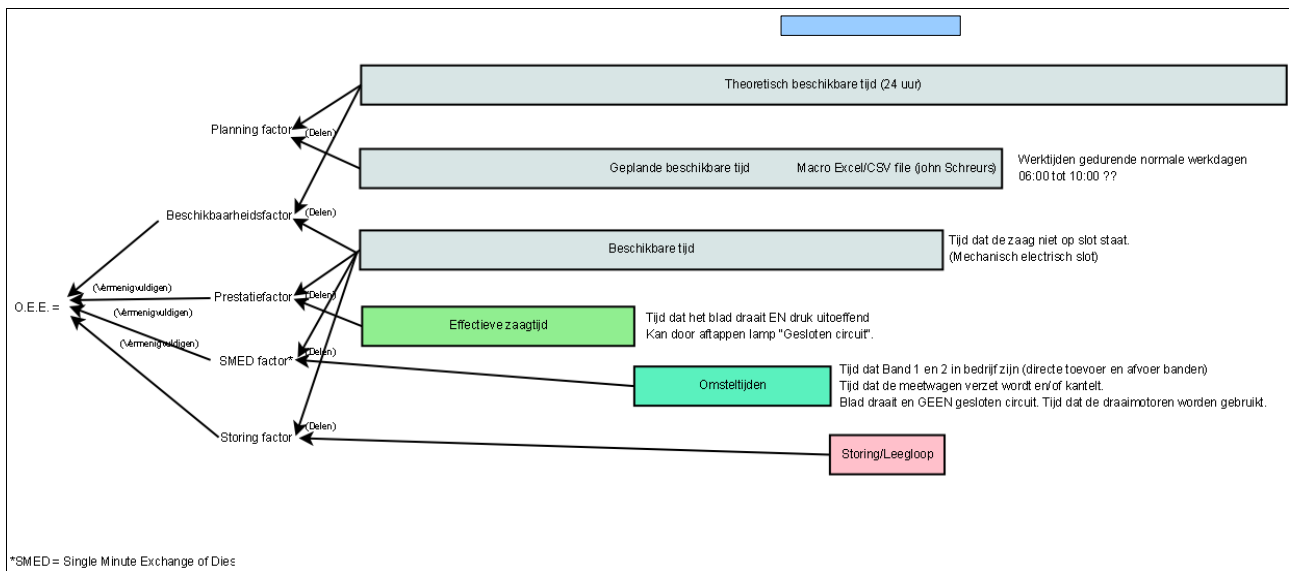 Theoretisch beschikbare tijd (24 uur)
Planning factor
(Delen)
Geplande beschikbare tijd
Macro Excel/CSV file (john Schreurs)
Werktijden gedurende normale werkdagen
06:00 tot 10:00 ??
Beschikbaarheidsfactor
(Delen)
Beschikbare tijd
Tijd dat de zaag niet op slot staat.
(Mechanisch electrisch slot)
O.E.E. =
(Vermenigvuldigen)
Prestatiefactor
(Delen)
(Vermenigvuldigen)
Effectieve zaagtijd
Tijd dat het blad draait EN druk uitoeffend
Kan door aftappen lamp "Gesloten circuit".
(Vermenigvuldigen)
SMED factor*
(Delen)
Omsteltijden
Tijd dat Band 1 en 2 in bedrijf zijn (directe toevoer en afvoer banden)
Tijd dat de meetwagen verzet wordt en/of kantelt.
Blad draait en GEEN gesloten circuit. Tijd dat de draaimotoren worden gebruikt.
Storing factor
(Delen)
Storing/Leegloop
*SMED = Single Minute Exchange of Dies